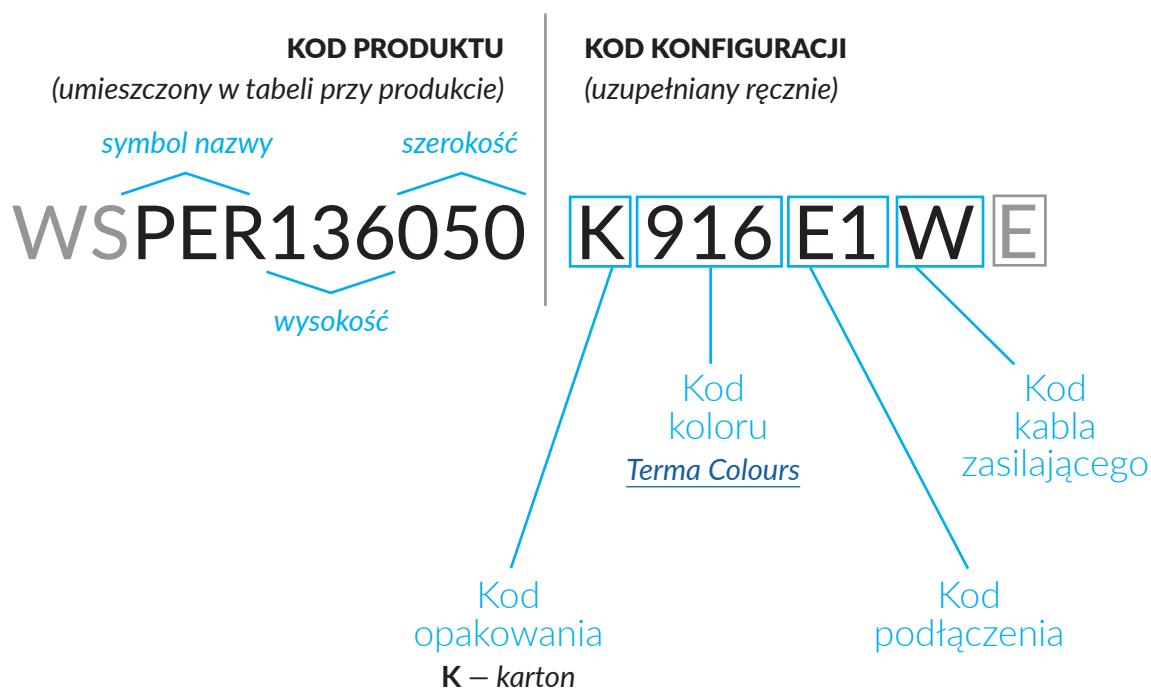 KOD PRODUKTU
(umieszczony w tabeli przy produkcie)
KOD KONFIGURACJI
(uzupełniany ręcznie)
symbol nazwy
szerokość
WSPER136050 K 916 E1 W E
wysokość
Kod
koloru
Terma Colours
Kod
kabla
zasilającego
Kod
opakowania
K – karton
Kod
podłączenia